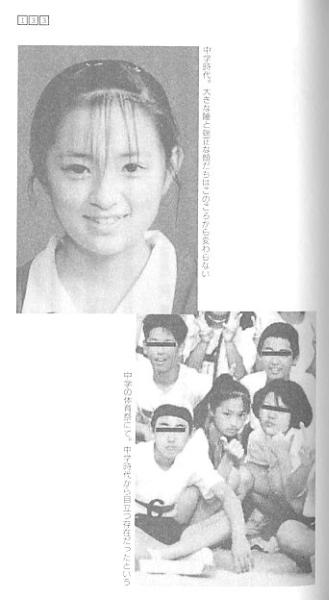 123
中学時代。大きな瞳と端正な顔だちはこのころから変わらない
中学の体育祭にて。中学時代から目立つ存在だったという